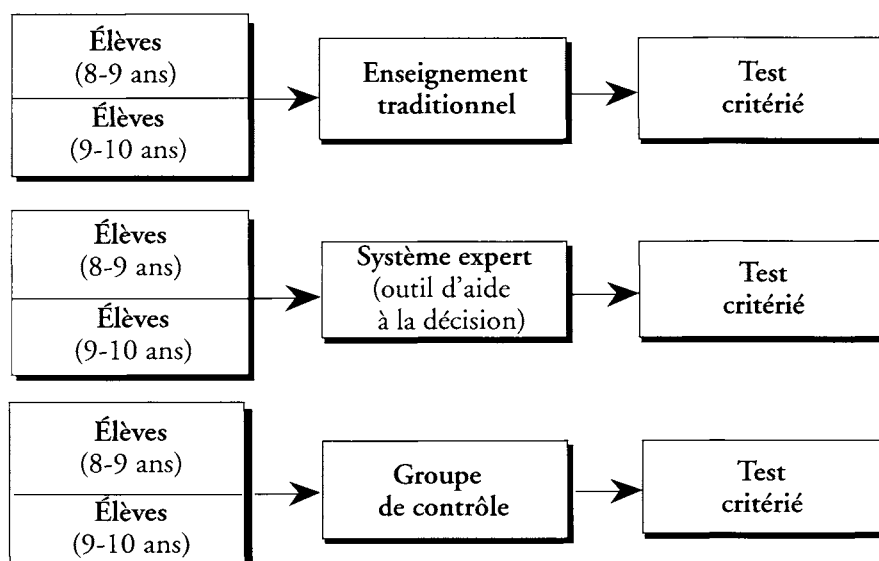 Élèves
(8-9 ans)
Élèves
(9-10 ans)
Enseignement
traditionnel
Test
critérié
Élèves
(8-9 ans)
Élèves
(9-10 ans)
Système expert
(outil d'aide
à la décision)
Test
critérié
Élèves
(8-9 ans)
Élèves
(9-10 ans)
Groupe
de contrôle
Test
critérié